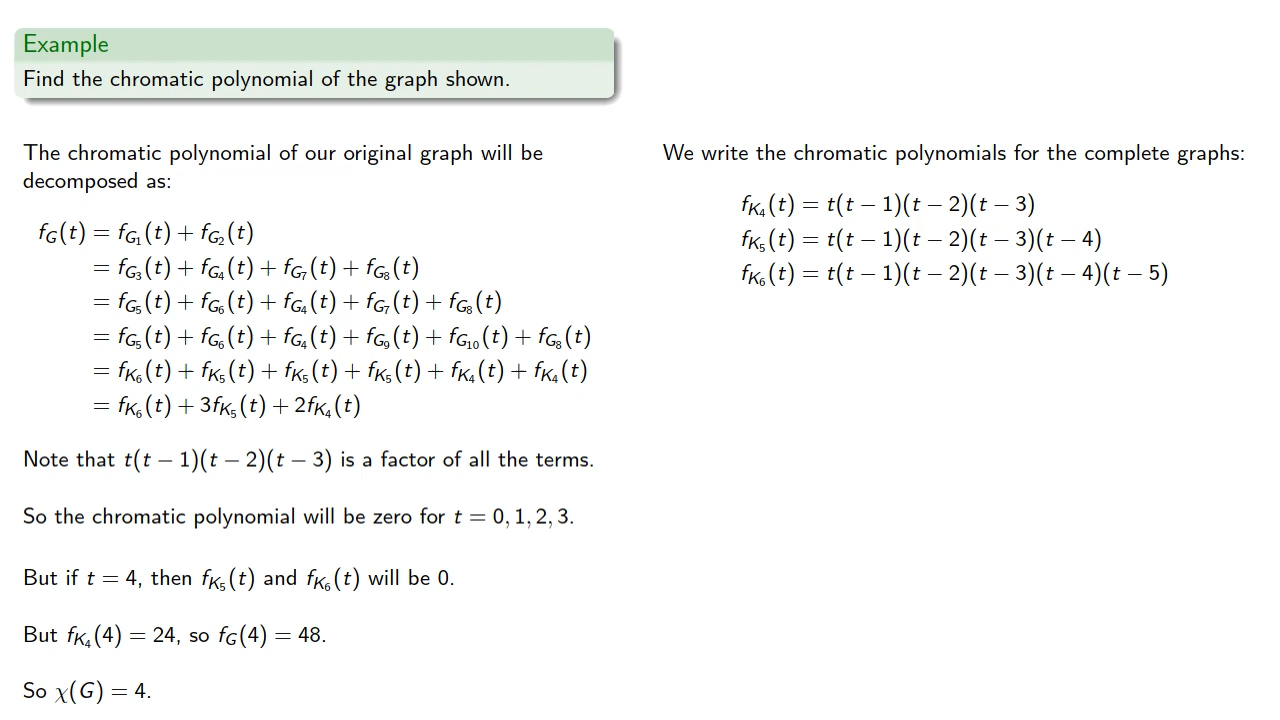 Example
Find the chromatic polynomial of the graph shown.
The chromatic polynomial of our original graph will be
decomposed as:
f_G(t) = f_{G_1}(t) + f_{G_2}(t)
= f_{G_3}(t) + f_{G_4}(t) + f_{G_7}(t) + f_{G_8}(t)
= f_{G_5}(t) + f_{G_6}(t) + f_{G_4}(t) + f_{G_7}(t) + f_{G_8}(t)
= f_{G_5}(t) + f_{G_6}(t) + f_{G_4}(t) + f_{G_9}(t) + f_{G_{10}}(t) + f_{G_8}(t)
= f_{K_6}(t) + f_{K_5}(t) + f_{K_5}(t) + f_{K_5}(t) + f_{K_4}(t) + f_{K_4}(t)
= f_{K_6}(t) + 3f_{K_5}(t) + 2f_{K_4}(t)
Note that t(t − 1)(t − 2)(t − 3) is a factor of all the terms.
So the chromatic polynomial will be zero for t = 0, 1, 2, 3.
But if t = 4, then f_{K_5}(t) and f_{K_6}(t) will be 0.
But f_{K_4}(4) = 24, so f_G(4) = 48.
So χ(G) = 4.
We write the chromatic polynomials for the complete graphs:
f_{K_4}(t) = t(t − 1)(t − 2)(t − 3)
f_{K_5}(t) = t(t − 1)(t − 2)(t − 3)(t − 4)
f_{K_6}(t) = t(t − 1)(t − 2)(t − 3)(t − 4)(t − 5)